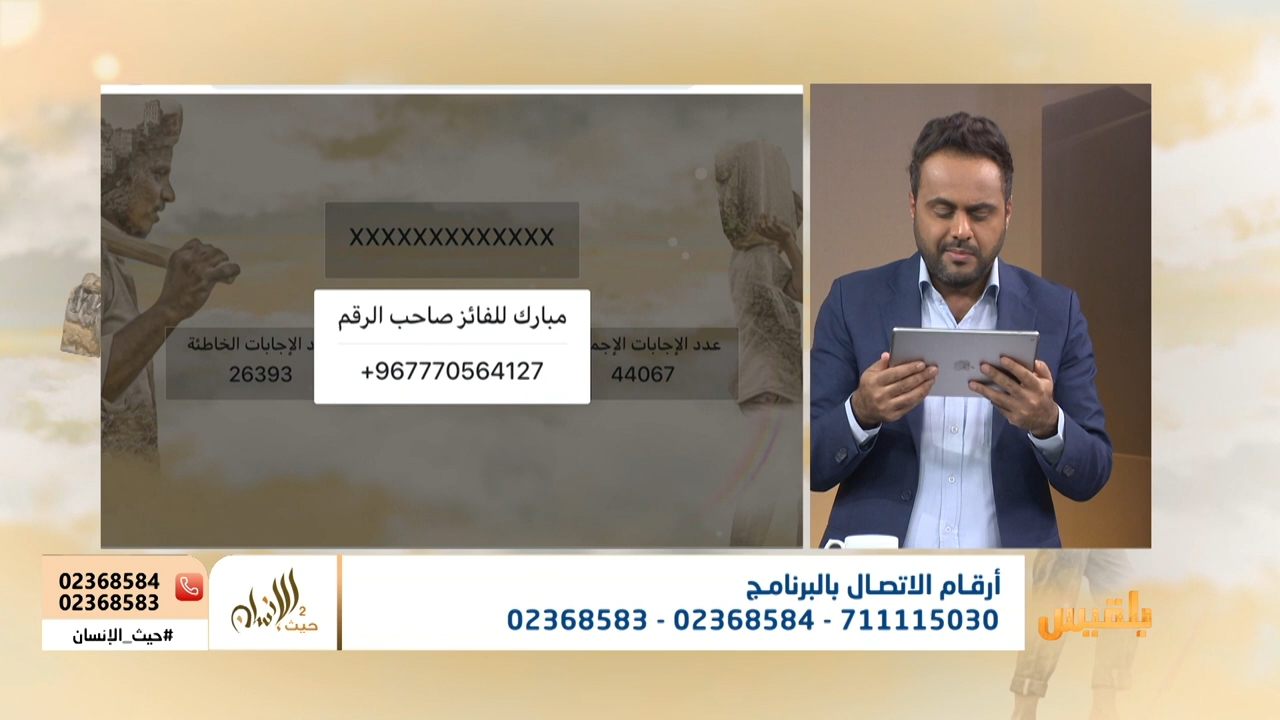 XXXXXXXXXXXXX
مبارك للفائز صاحب الرقم
+967770564127
عدد الإجابات
44067
الإجابات الخاطئة
26393
أرقام الاتصال بالبرنامج
02368583 - 02368584 - 711115030
02368584
02368583
#حيث_الإنسان
حيث الإنسان 2
بلقيس